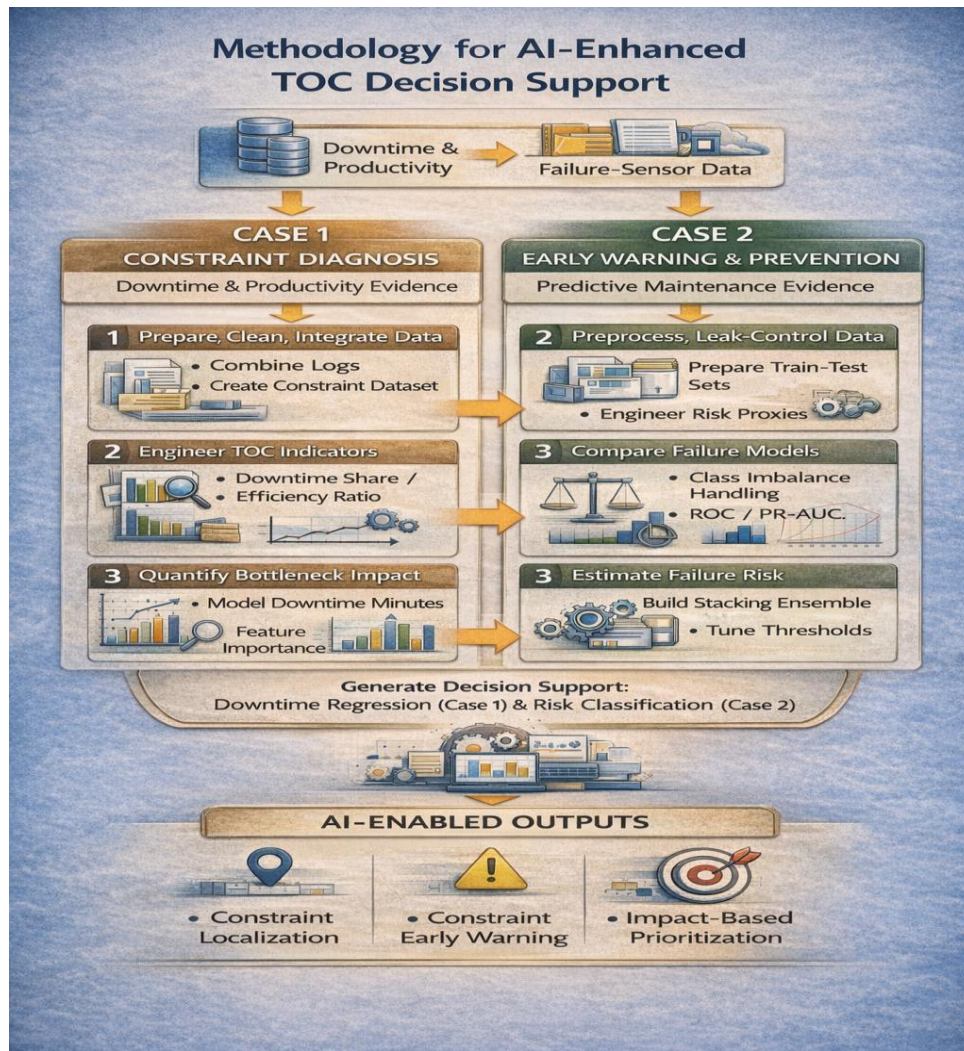 Methodology for AI-Enhanced
TOC Decision Support
Downtime &
Productivity
Failure-Sensor Data
CASE 1
CONSTRAINT DIAGNOSIS
Downtime & Productivity Evidence
1 Prepare, Clean, Integrate Data
• Combine Logs
• Create Constraint Dataset
2 Engineer TOC Indicators
• Downtime Share /
• Efficiency Ratio
3 Quantify Bottleneck Impact
• Model Downtime Minutes
Feature
Importance
CASE 2
EARLY WARNING & PREVENTION
Predictive Maintenance Evidence
2 Preprocess, Leak-Control Data
Prepare Train-Test
Sets
• Engineer Risk Proxies
3 Compare Failure Models
• Class Imbalance
Handling
• ROC / PR-AUC.
3 Estimate Failure Risk
Build Stacking Ensemble
• Tune Thresholds
Generate Decision Support:
Downtime Regression (Case 1) & Risk Classification (Case 2)
AI-ENABLED OUTPUTS
• Constraint
Localization
• Constraint
Early Warning
• Impact-Based
Prioritization